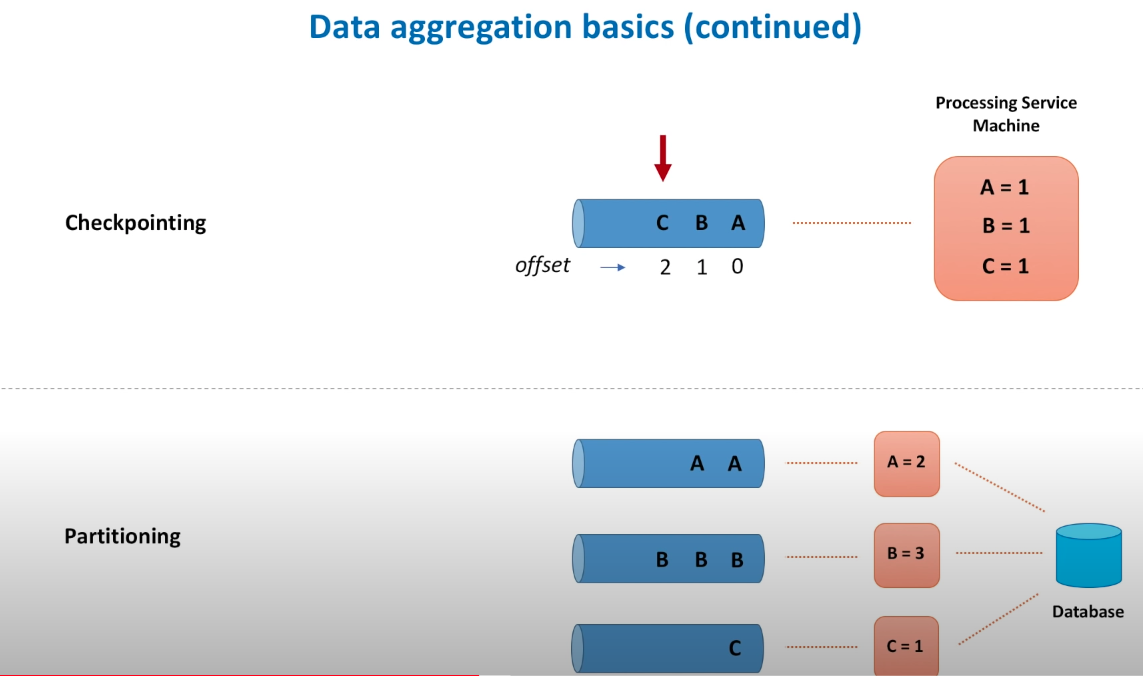 Data aggregation basics (continued)
Processing Service
Machine
Checkpointing
C B A
offset → 2 1 0
A = 1
B = 1
C = 1
Partitioning
A A
A = 2
B B B
B = 3
C
C = 1
Database